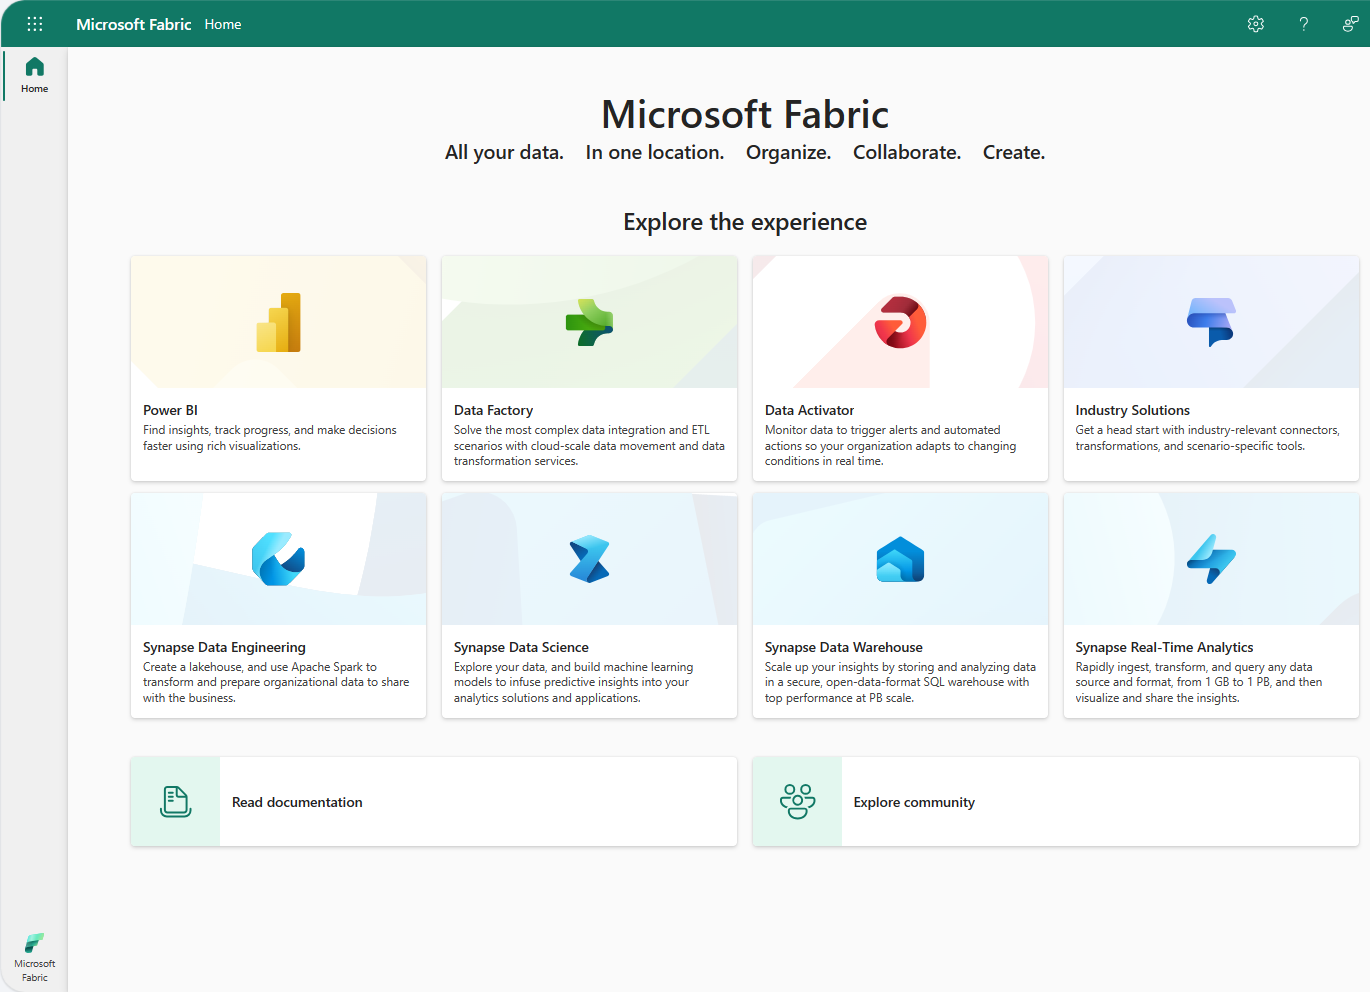 Microsoft Fabric Home
?
Home
Microsoft Fabric
All your data. In one location. Organize. Collaborate. Create.
Explore the experience
Power BI
Find insights, track progress, and make decisions
faster using rich visualizations.
Data Factory
Solve the most complex data integration and ETL
scenarios with cloud-scale data movement and data
transformation services.
Data Activator
Monitor data to trigger alerts and automated
actions so your organization adapts to changing
conditions in real time.
Industry Solutions
Get a head start with industry-relevant connectors,
transformations, and scenario-specific tools.
Synapse Data Engineering
Create a lakehouse, and use Apache Spark to
transform and prepare organizational data to share
with the business.
Synapse Data Science
Explore your data, and build machine learning
models to infuse predictive insights into your
analytics solutions and applications.
Synapse Data Warehouse
Scale up your insights by storing and analyzing data
in a secure, open-data-format SQL warehouse with
top performance at PB scale.
Synapse Real-Time Analytics
Rapidly ingest, transform, and query any data
source and format, from 1 GB to 1 PB, and then
visualize and share the insights.
Read documentation
Explore community
Microsoft
Fabric